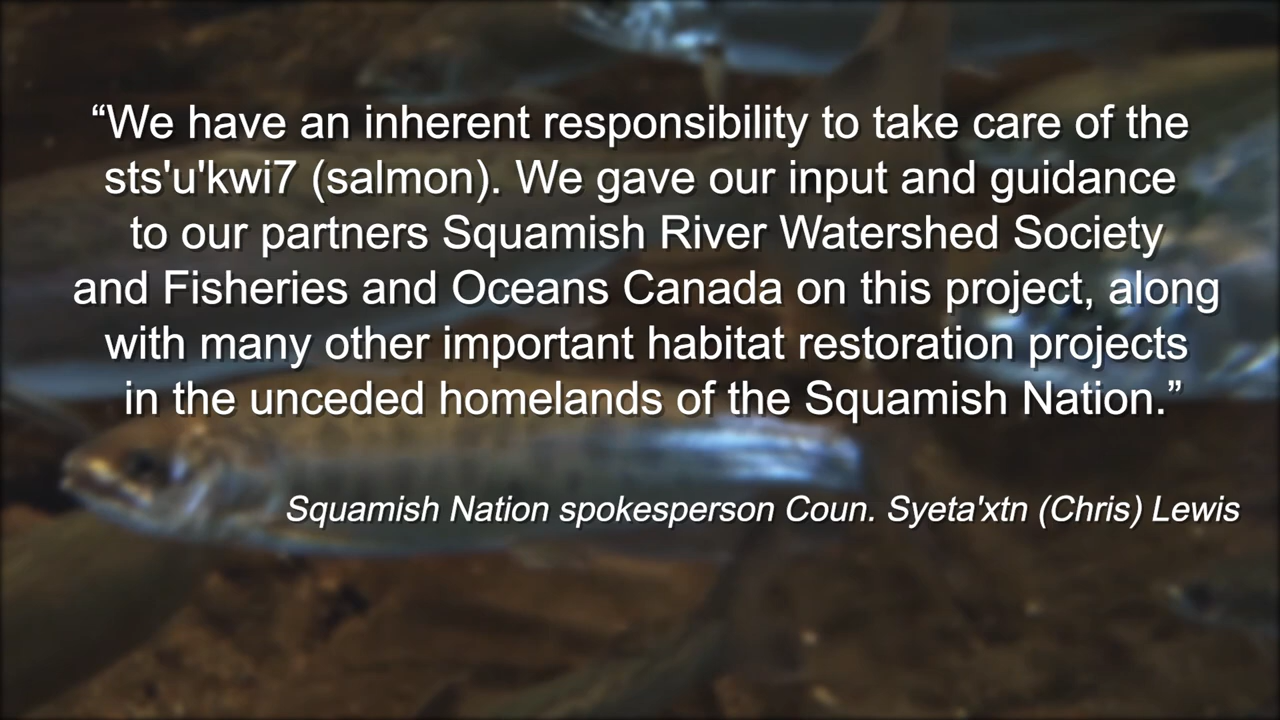 “We have an inherent responsibility to take care of the
sts'u'kwi7 (salmon). We gave our input and guidance
to our partners Squamish River Watershed Society
and Fisheries and Oceans Canada on this project, along
with many other important habitat restoration projects
in the unceded homelands of the Squamish Nation.”
Squamish Nation spokesperson Coun. Syeta'xtn (Chris) Lewis